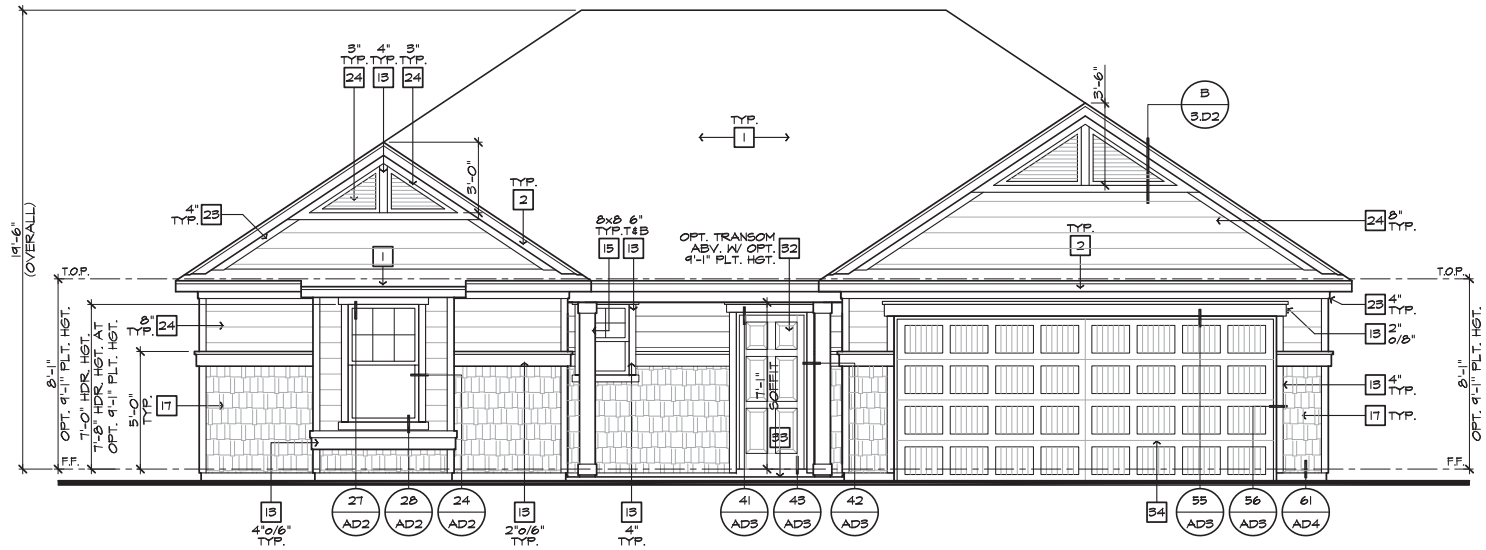 3" 4" 3"
TYP. TYP. TYP.
24 13 24
3'-6"
B
3.D2
TYP.
1
3'-0"
TYP.
2
4"
TYP. 23
19'-6"
(OVERALL)
8x8 6"
TYP. T&B
15 13
OPT. TRANSOM
ABV. W/ OPT. 32
9'-1" PLT. HGT.
TYP.
2
24 8"
TYP.
1
T.O.P.
T.O.P.
8'-1"
OPT. 9'-1" PLT. HGT.
7'-0" HDR. HGT.
7'-8" HDR. HGT. AT
OPT. 9'-1" PLT. HGT.
8"
TYP. 24
5'-0"
TYP.
17
7'-1"
SOFFIT
33
23 4"
TYP.
13 2"
o/8"
13 4"
TYP.
17 TYP.
8'-1"
OPT. 9'-1" PLT. HGT.
F.F.
F.F.
13
4"o/6"
TYP.
27
AD2
28
AD2
24
AD2
13
2"o/6"
TYP.
13
4"
TYP.
41
AD3
43
AD3
42
AD3
34
55
AD3
56
AD3
61
AD4